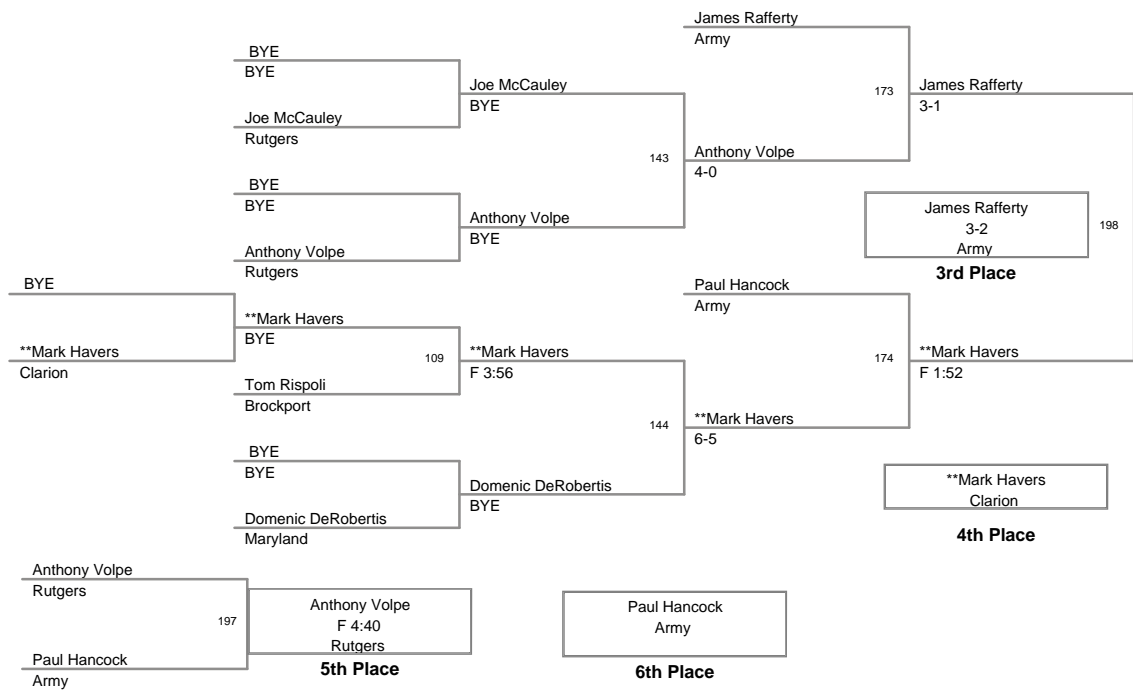 James Rafferty
Army
BYE
BYE
Joe McCauley
BYE
173
James Rafferty
3-1
Joe McCauley
Rutgers
143
Anthony Volpe
4-0
BYE
BYE
Anthony Volpe
BYE
James Rafferty
3-2
Army
198
3rd Place
Anthony Volpe
Rutgers
BYE
Paul Hancock
Army
**Mark Havers
BYE
**Mark Havers
Clarion
109
**Mark Havers
F 3:56
174
**Mark Havers
F 1:52
Tom Rispoli
Brockport
144
**Mark Havers
6-5
BYE
BYE
Domenic DeRobertis
BYE
**Mark Havers
Clarion
4th Place
Domenic DeRobertis
Maryland
Anthony Volpe
Rutgers
197
Anthony Volpe
F 4:40
Rutgers
5th Place
Paul Hancock
Army
Paul Hancock
Army
6th Place